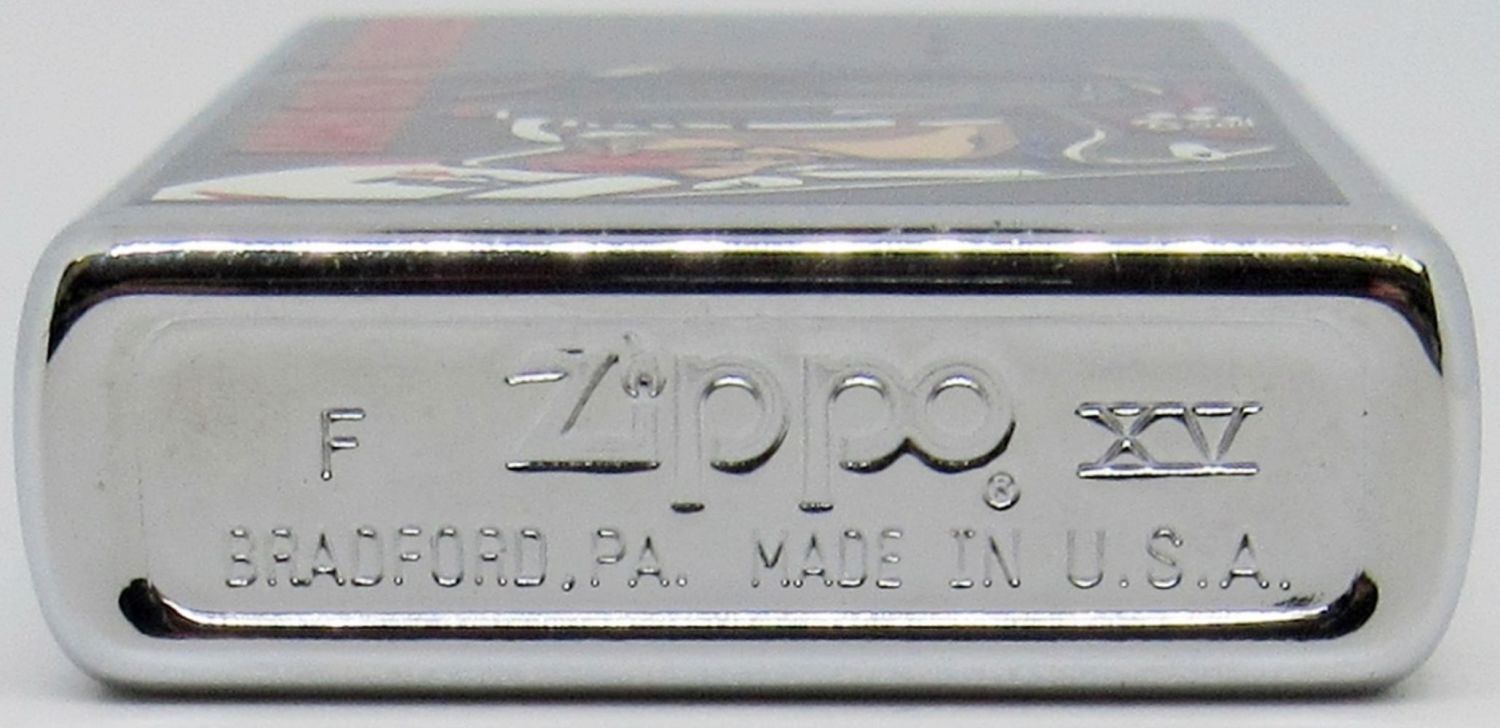 F Zippo® XV
BRADFORD, PA. MADE IN U.S.A.